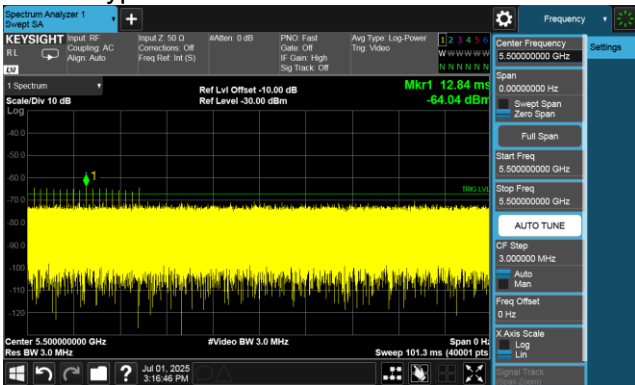 Spectrum Analyzer 1
Swept SA
+
Frequency
KEYSIGHT
RL
Input: RF
Coupling: AC
Align: Auto
Input Z: 50 Ω
Corrections: Off
Freq Ref: Int (S)
#Atten: 0 dB
PNO: Fast
Gate: Off
IF Gain: High
Sig Track: Off
Avg Type: Log-Power
Trig: Video
1 2 3 4 5 6
W W W W W W
N N N N N N
1 Spectrum
Scale/Div 10 dB
Log
Ref Lvl Offset -10.00 dB
Ref Level -30.00 dBm
Mkr1 12.84 ms
-64.04 dBm
-40.0
-50.0
-60.0
-70.0
-80.0
-90.0
-100
-110
-120
1
TRIG LVL
Center 5.500000000 GHz
Res BW 3.0 MHz
#Video BW 3.0 MHz
Span 0 Hz
Sweep 101.3 ms (40001 pts)
Jul 01, 2025
3:16:46 PM
?
Center Frequency
5.500000000 GHz
Span
0.00000000 Hz
Swept Span
Zero Span
Full Span
Start Freq
5.500000000 GHz
Stop Freq
5.500000000 GHz
AUTO TUNE
CF Step
3.000000 MHz
Auto
Man
Freq Offset
0 Hz
X Axis Scale
Log
Lin
Signal Track
(Span Zoom)
Settings